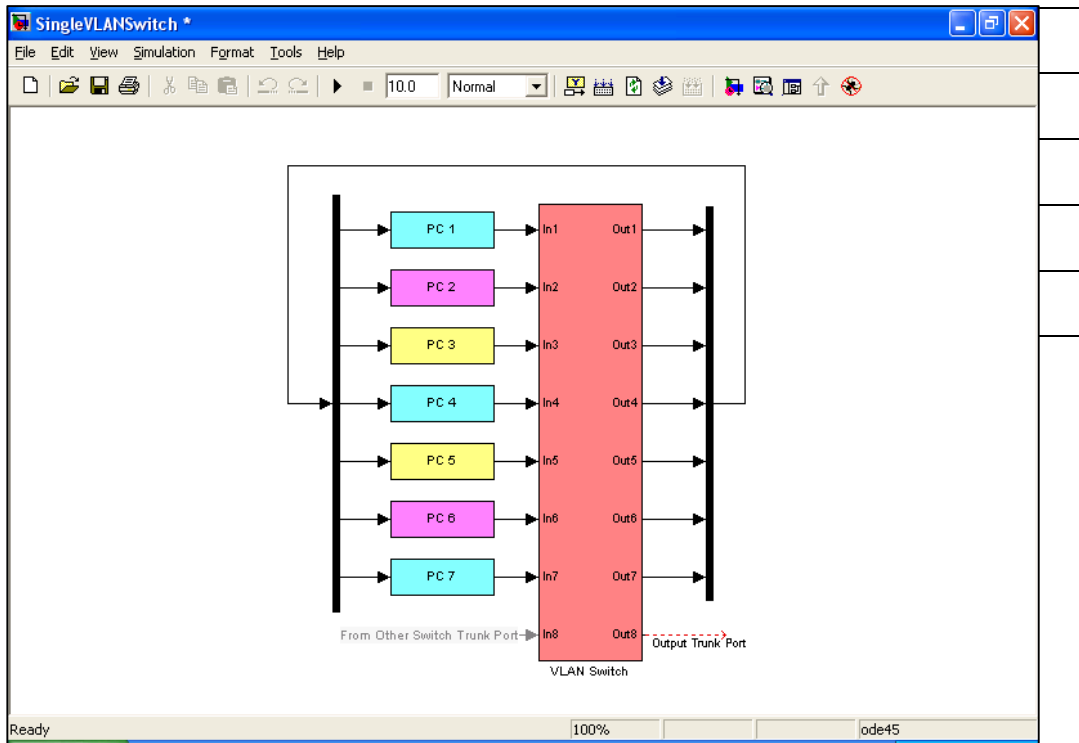 SingleVLANSwitch *
File Edit View Simulation Format Tools Help
10.0 Normal
PC 1 In1 Out1
PC 2 In2 Out2
PC 3 In3 Out3
PC 4 In4 Out4
PC 5 In5 Out5
PC 6 In6 Out6
PC 7 In7 Out7
From Other Switch Trunk Port In8 Out8
Output Trunk Port
VLAN Switch
Ready 100% ode45